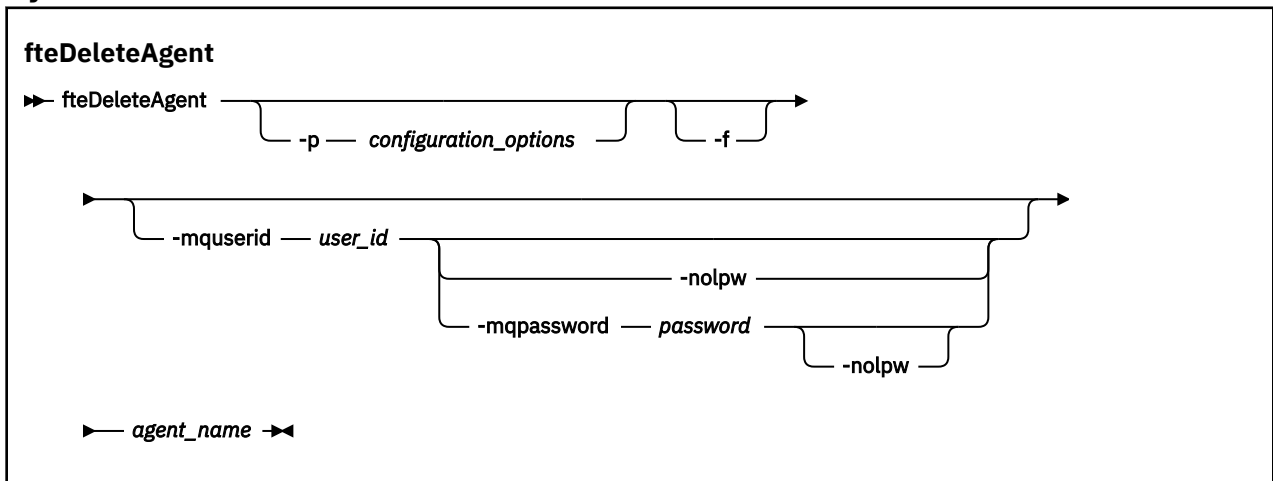 fteDeleteAgent
fteDeleteAgent
-p configuration_options -f
-mquserid user_id
-nolpw
-mqpassword password
-nolpw
agent_name